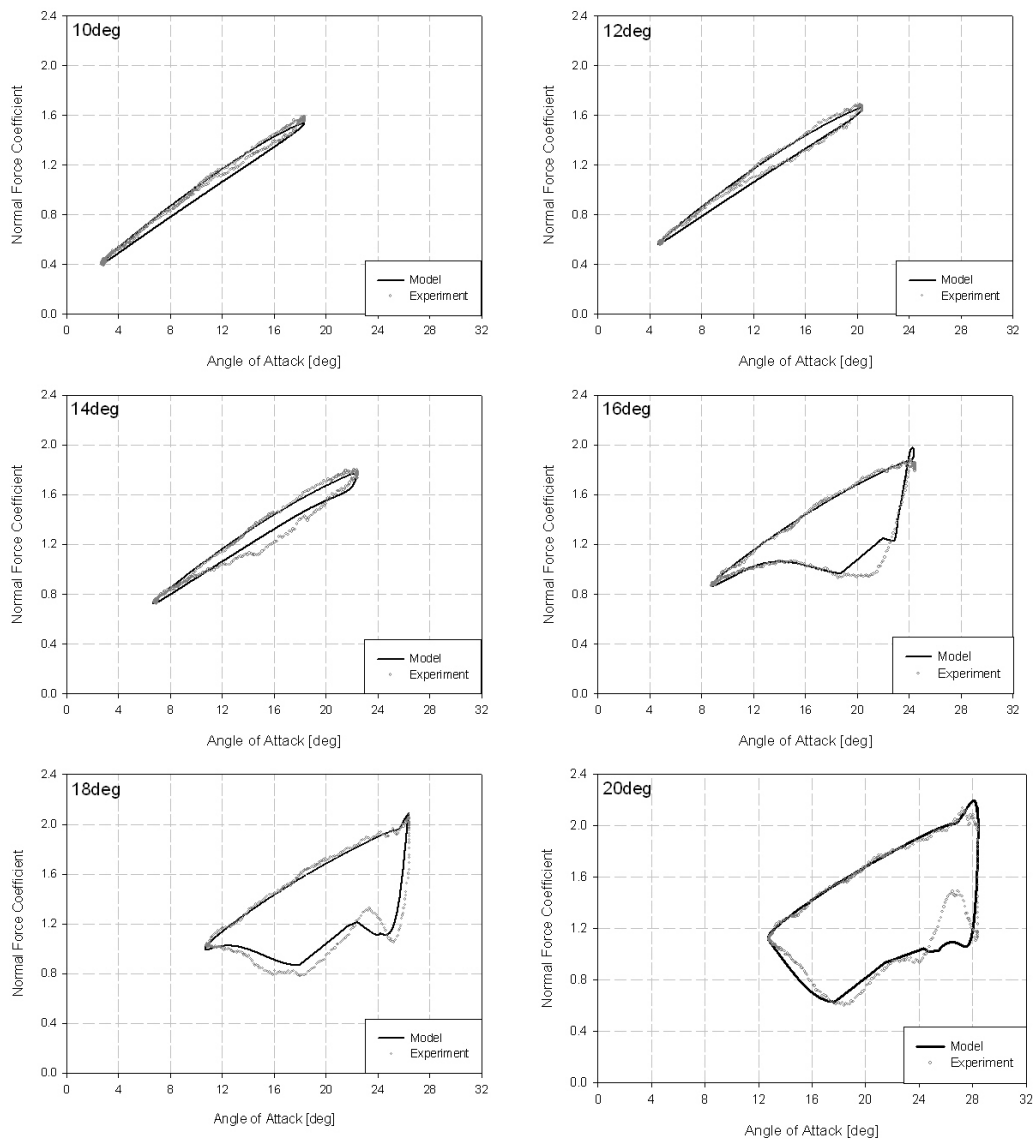 10deg
2.4
2.0
1.6
1.2
0.8
0.4
0.0
Normal Force Coefficient
Model
Experiment
0 4 8 12 16 20 24 28 32
Angle of Attack [deg]
12deg
2.4
2.0
1.6
1.2
0.8
0.4
0.0
Normal Force Coefficient
Model
Experiment
0 4 8 12 16 20 24 28 32
Angle of Attack [deg]
14deg
2.4
2.0
1.6
1.2
0.8
0.4
0.0
Normal Force Coefficient
Model
Experiment
0 4 8 12 16 20 24 28 32
Angle of Attack [deg]
16deg
2.4
2.0
1.6
1.2
0.8
0.4
0.0
Normal Force Coefficient
Model
Experiment
0 4 8 12 16 20 24 28 32
Angle of Attack [deg]
18deg
2.4
2.0
1.6
1.2
0.8
0.4
0.0
Normal Force Coefficient
Model
Experiment
0 4 8 12 16 20 24 28 32
Angle of Attack [deg]
20deg
2.4
2.0
1.6
1.2
0.8
0.4
0.0
Normal Force Coefficient
Model
Experiment
0 4 8 12 16 20 24 28 32
Angle of Attack [deg]